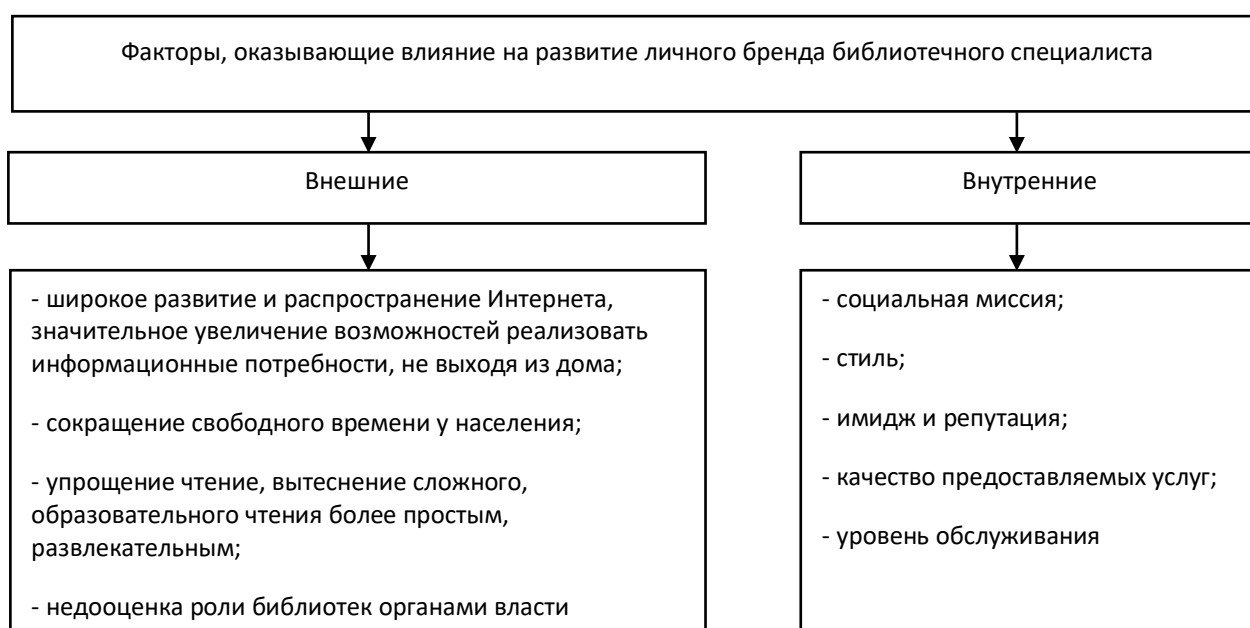 Факторы, оказывающие влияние на развитие личного бренда библиотечного специалиста
Внешние
- широкое развитие и распространение Интернета,
значительное увеличение возможностей реализовать
информационные потребности, не выходя из дома;
- сокращение свободного времени у населения;
- упрощение чтение, вытеснение сложного,
образовательного чтения более простым,
развлекательным;
- недооценка роли библиотек органами власти
Внутренние
- социальная миссия;
- стиль;
- имидж и репутация;
- качество предоставляемых услуг;
- уровень обслуживания